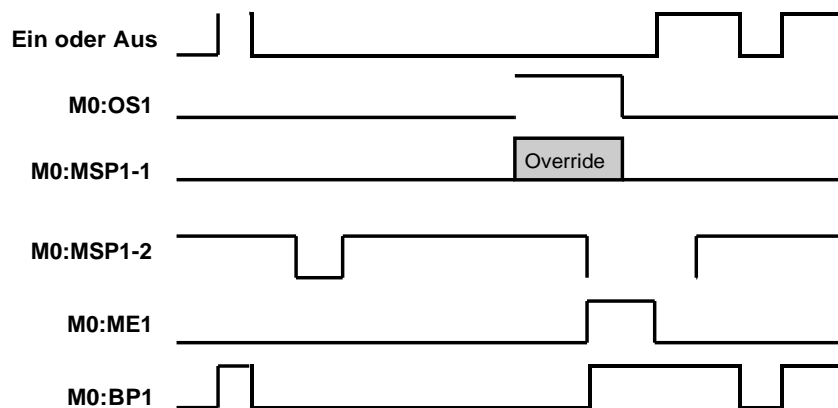 Ein oder Aus
M0:OS1
M0:MSP1-1
Override
M0:MSP1-2
M0:ME1
M0:BP1